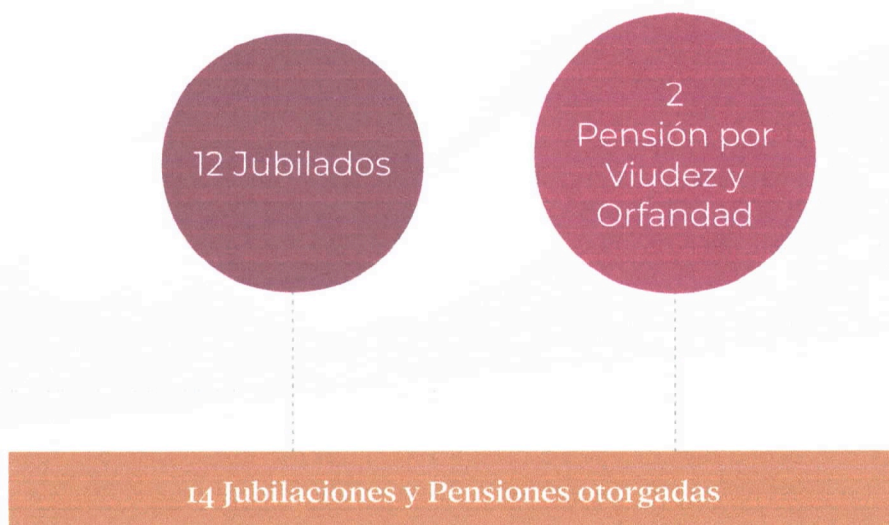 12 Jubilados
2
Pensión por
Viudez y
Orfandad
14 Jubilaciones y Pensiones otorgadas